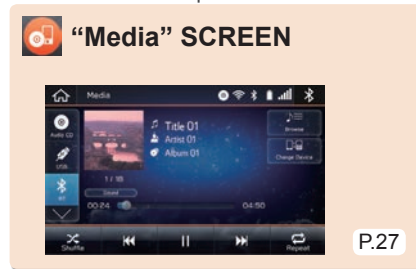 “Media” SCREEN
Media
Audio CD
Title 01
Artist 01
Album 01
Browse
USB
Change Device
BT
1 / 18
Sound
00:24
04:50
Shuffle
Repeat
P.27